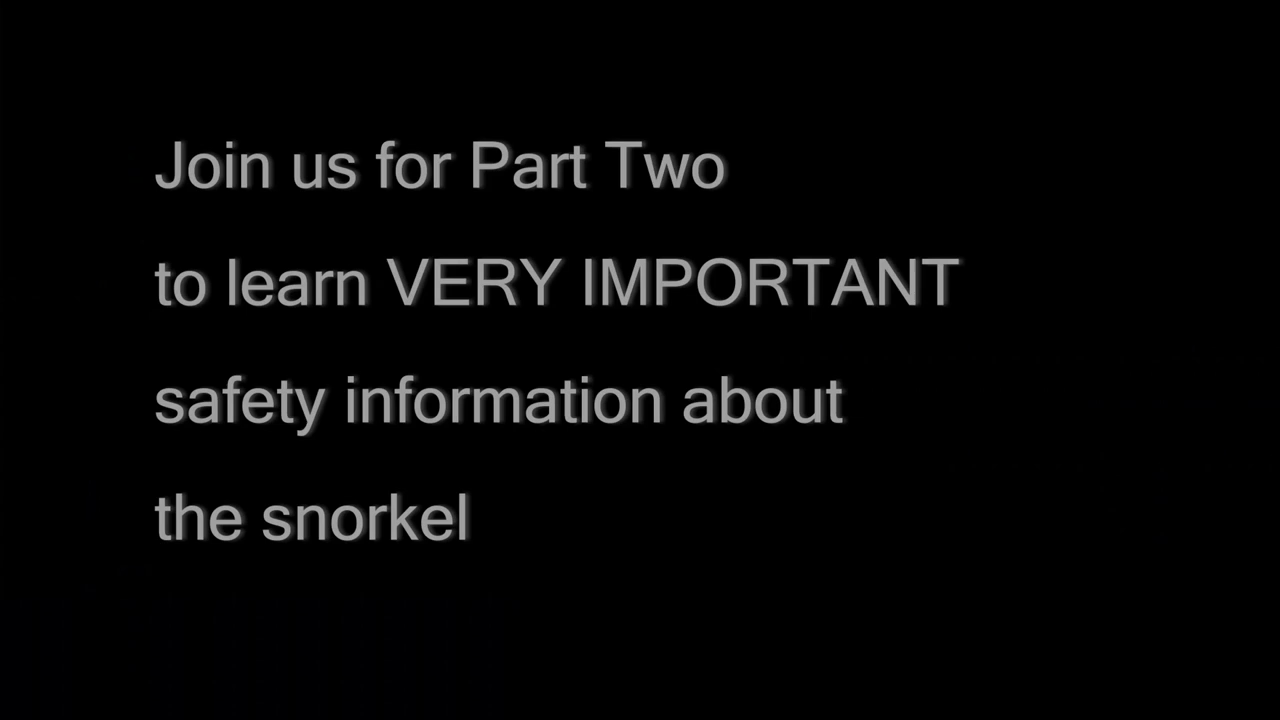 Join us for Part Two
to learn VERY IMPORTANT
safety information about
the snorkel